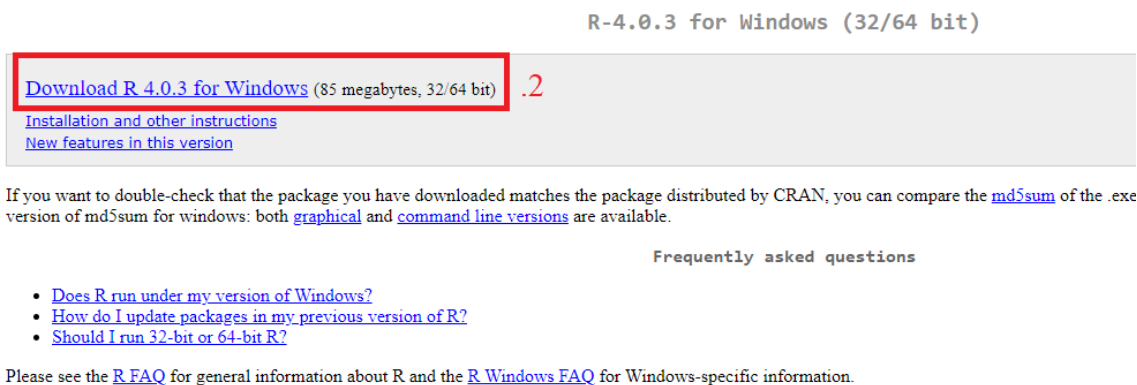 R-4.0.3 for Windows (32/64 bit)
Download R 4.0.3 for Windows (85 megabytes, 32/64 bit) .2
Installation and other instructions
New features in this version
If you want to double-check that the package you have downloaded matches the package distributed by CRAN, you can compare the md5sum of the .exe
version of md5sum for windows: both graphical and command line versions are available.
Frequently asked questions
• Does R run under my version of Windows?
• How do I update packages in my previous version of R?
• Should I run 32-bit or 64-bit R?
Please see the R FAQ for general information about R and the R Windows FAQ for Windows-specific information.